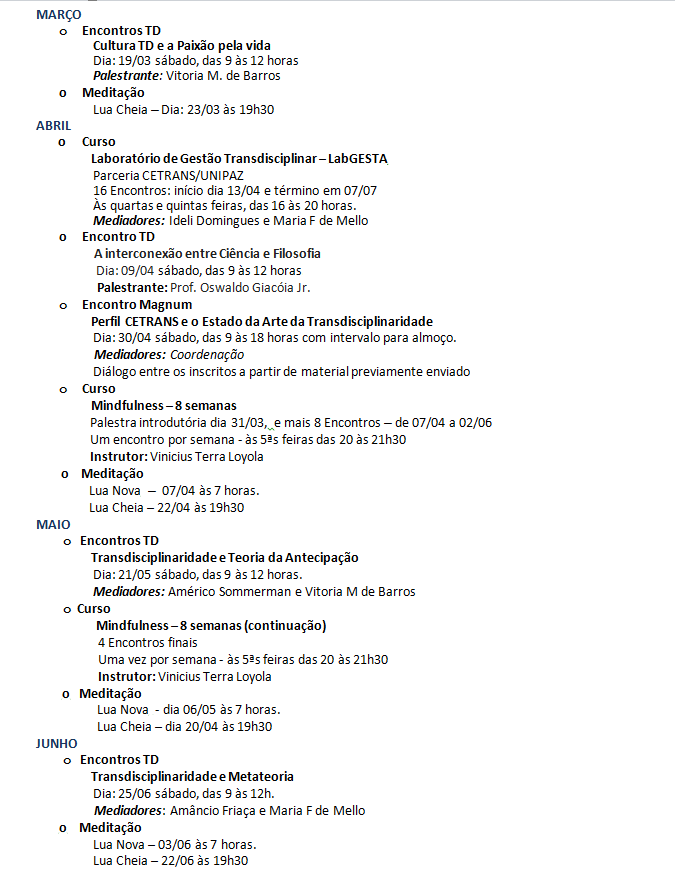 MARÇO
o Encontros TD
Cultura TD e a Paixão pela vida
Dia: 19/03 sábado, das 9 às 12 horas
Palestrante: Vitoria M. de Barros
o Meditação
Lua Cheia – Dia: 23/03 às 19h30
ABRIL
o Curso
Laboratório de Gestão Transdisciplinar – LabGESTA
Parceria CETRANS/UNIPAZ
16 Encontros: início dia 13/04 e término em 07/07
Às quartas e quintas feiras, das 16 às 20 horas.
Mediadores: Ideli Domingues e Maria F de Mello
o Encontro TD
A interconexão entre Ciência e Filosofia
Dia: 09/04 sábado, das 9 às 12 horas
Palestrante: Prof. Oswaldo Giacóia Jr.
o Encontro Magnum
Perfil CETRANS e o Estado da Arte da Transdisciplinaridade
Dia: 30/04 sábado, das 9 às 18 horas com intervalo para almoço.
Mediadores: Coordenação
Diálogo entre os inscritos a partir de material previamente enviado
o Curso
Mindfulness – 8 semanas
Palestra introdutória dia 31/03, e mais 8 Encontros – de 07/04 a 02/06
Um encontro por semana - às 5ªs feiras das 20 às 21h30
Instrutor: Vinicius Terra Loyola
o Meditação
Lua Nova – 07/04 às 7 horas.
Lua Cheia – 22/04 às 19h30
MAIO
o Encontros TD
Transdisciplinaridade e Teoria da Antecipação
Dia: 21/05 sábado, das 9 às 12 horas.
Mediadores: Américo Sommerman e Vitoria M de Barros
o Curso
Mindfulness – 8 semanas (continuação)
4 Encontros finais
Uma vez por semana - às 5ªs feiras das 20 às 21h30
Instrutor: Vinicius Terra Loyola
o Meditação
Lua Nova - dia 06/05 às 7 horas.
Lua Cheia – dia 20/04 às 19h30
JUNHO
o Encontros TD
Transdisciplinaridade e Metateoria
Dia: 25/06 sábado, das 9 às 12h.
Mediadores: Amâncio Friaça e Maria F de Mello
o Meditação
Lua Nova – 03/06 às 7 horas.
Lua Cheia – 22/06 às 19h30